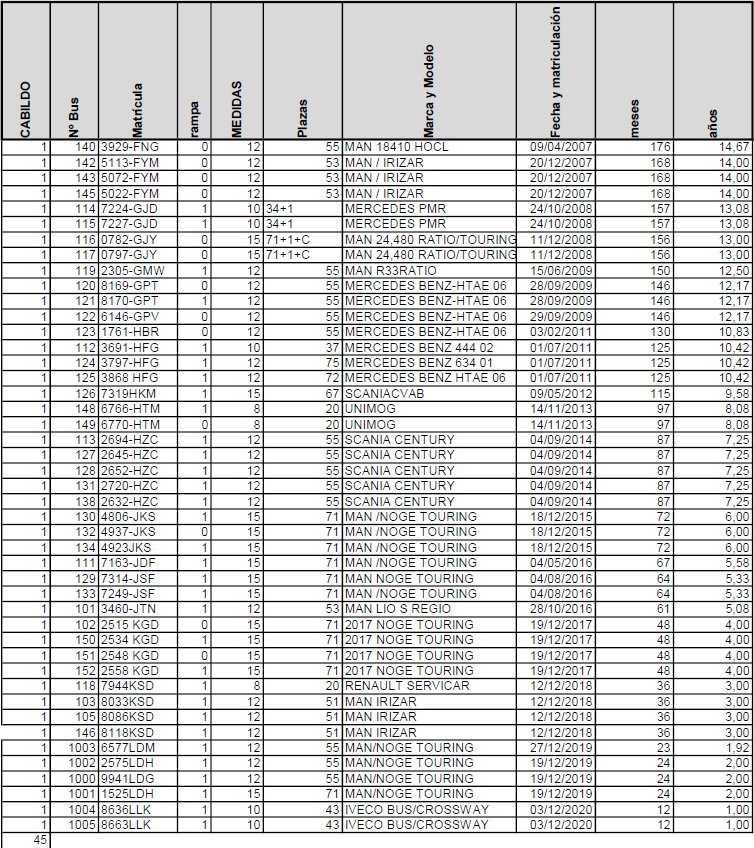 CABILDO Nº Bus Matrícula rampa MEDIDAS Plazas Marca y Modelo Fecha y matriculación meses años
1 140 3929-FNG 0 12 55 MAN 18410 HOCL 09/04/2007 176 14,67
1 142 5113-FYM 0 12 53 MAN / IRIZAR 20/12/2007 168 14,00
1 143 5072-FYM 0 12 53 MAN / IRIZAR 20/12/2007 168 14,00
1 145 5022-FYM 0 12 53 MAN / IRIZAR 20/12/2007 168 14,00
1 114 7224-GJD 1 10 34+1 MERCEDES PMR 24/10/2008 157 13,08
1 115 7227-GJD 1 10 34+1 MERCEDES PMR 24/10/2008 157 13,08
1 116 0782-GJY 0 15 71+1+C MAN 24,480 RATIO/TOURING 11/12/2008 156 13,00
1 117 0797-GJY 0 15 71+1+C MAN 24,480 RATIO/TOURING 11/12/2008 156 13,00
1 119 2305-GMW 1 12 55 MAN R33RATIO 15/06/2009 150 12,50
1 120 8169-GPT 0 12 55 MERCEDES BENZ-HTAE 06 28/09/2009 146 12,17
1 121 8170-GPT 1 12 55 MERCEDES BENZ-HTAE 06 28/09/2009 146 12,17
1 122 6146-GPV 0 12 55 MERCEDES BENZ-HTAE 06 29/09/2009 146 12,17
1 123 1761-HBR 0 12 55 MERCEDES BENZ-HTAE 06 03/02/2011 130 10,83
1 112 3691-HFG 1 10 37 MERCEDES BENZ 444 02 01/07/2011 125 10,42
1 124 3797-HFG 1 12 75 MERCEDES BENZ 634 01 01/07/2011 125 10,42
1 125 3868 HFG 1 12 72 MERCEDES BENZ HTAE 06 01/07/2011 125 10,42
1 126 7319HKM 1 15 67 SCANIACVAB 09/05/2012 115 9,58
1 148 6766-HTM 1 8 20 UNIMOG 14/11/2013 97 8,08
1 149 6770-HTM 0 8 20 UNIMOG 14/11/2013 97 8,08
1 113 2694-HZC 1 12 55 SCANIA CENTURY 04/09/2014 87 7,25
1 127 2645-HZC 1 12 55 SCANIA CENTURY 04/09/2014 87 7,25
1 128 2652-HZC 1 12 55 SCANIA CENTURY 04/09/2014 87 7,25
1 131 2720-HZC 1 12 55 SCANIA CENTURY 04/09/2014 87 7,25
1 138 2632-HZC 1 12 55 SCANIA CENTURY 04/09/2014 87 7,25
1 130 4806-JKS 1 15 71 MAN /NOGE TOURING 18/12/2015 72 6,00
1 132 4937-JKS 0 15 71 MAN /NOGE TOURING 18/12/2015 72 6,00
1 134 4923JKS 1 15 71 MAN /NOGE TOURING 18/12/2015 72 6,00
1 111 7163-JDF 1 15 71 MAN /NOGE TOURING 04/05/2016 67 5,58
1 129 7314-JSF 1 15 71 MAN NOGE TOURING 04/08/2016 64 5,33
1 133 7249-JSF 1 15 71 MAN NOGE TOURING 04/08/2016 64 5,33
1 101 3460-JTN 1 12 53 MAN LIO S REGIO 28/10/2016 61 5,08
1 102 2515 KGD 0 15 71 2017 NOGE TOURING 19/12/2017 48 4,00
1 150 2534 KGD 1 15 71 2017 NOGE TOURING 19/12/2017 48 4,00
1 151 2548 KGD 0 15 71 2017 NOGE TOURING 19/12/2017 48 4,00
1 152 2558 KGD 1 15 71 2017 NOGE TOURING 19/12/2017 48 4,00
1 118 7944KSD 1 8 20 RENAULT SERVICAR 12/12/2018 36 3,00
1 103 8033KSD 1 12 51 MAN IRIZAR 12/12/2018 36 3,00
1 105 8086KSD 1 12 51 MAN IRIZAR 12/12/2018 36 3,00
1 146 8118KSD 1 12 51 MAN IRIZAR 12/12/2018 36 3,00
1 1003 6577LDM 1 12 55 MAN/NOGE TOURING 27/12/2019 23 1,92
1 1002 2575LDH 1 12 55 MAN/NOGE TOURING 19/12/2019 24 2,00
1 1000 9941LDG 1 12 55 MAN/NOGE TOURING 19/12/2019 24 2,00
1 1001 1525LDH 1 15 71 MAN/NOGE TOURING 19/12/2019 24 2,00
1 1004 8636LLK 1 10 43 IVECO BUS/CROSSWAY 03/12/2020 12 1,00
1 1005 8663LLK 1 10 43 IVECO BUS/CROSSWAY 03/12/2020 12 1,00
45